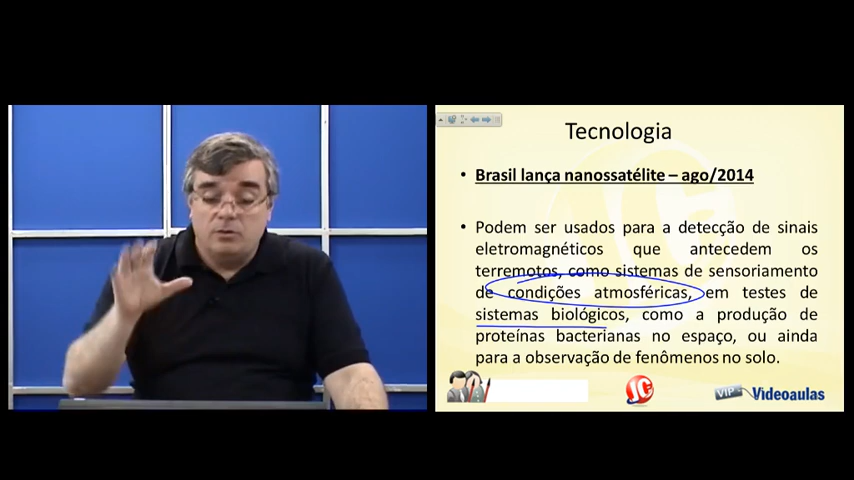 Tecnologia
• Brasil lança nanossatélite – ago/2014
• Podem ser usados para a detecção de sinais
eletromagnéticos que antecedem os
terremotos, como sistemas de sensoriamento
de condições atmosféricas, em testes de
sistemas biológicos, como a produção de
proteínas bacterianas no espaço, ou ainda
para a observação de fenômenos no solo.
JC
VIP Videoaulas